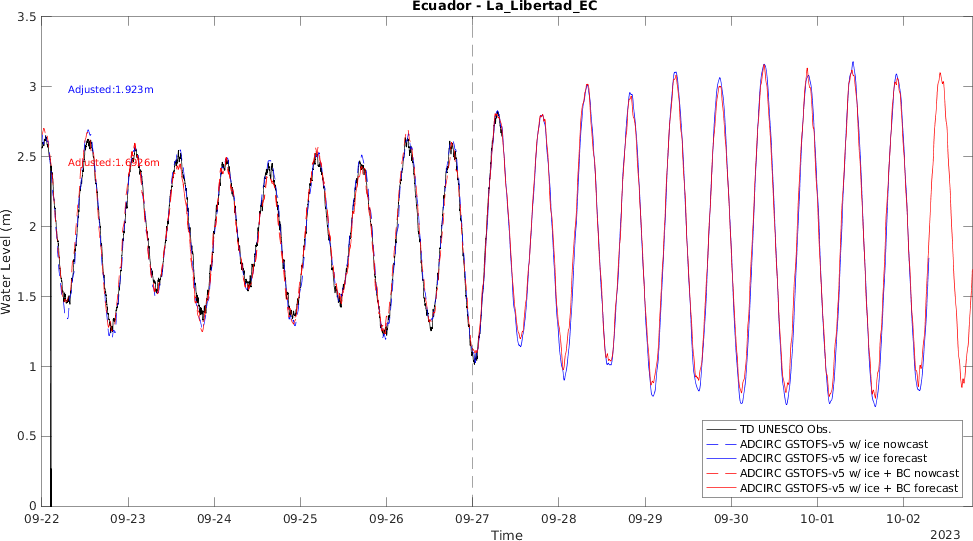 Ecuador - La_Libertad_EC
3.5
3
2.5
2
1.5
1
0.5
0
Water Level (m)
Adjusted:1.923m
Adjusted:1.6926m
TD UNESCO Obs.
ADCIRC GSTOFS-v5 w/ ice nowcast
ADCIRC GSTOFS-v5 w/ ice forecast
ADCIRC GSTOFS-v5 w/ ice + BC nowcast
ADCIRC GSTOFS-v5 w/ ice + BC forecast
09-22 09-23 09-24 09-25 09-26 09-27 09-28 09-29 09-30 10-01 10-02
Time
2023